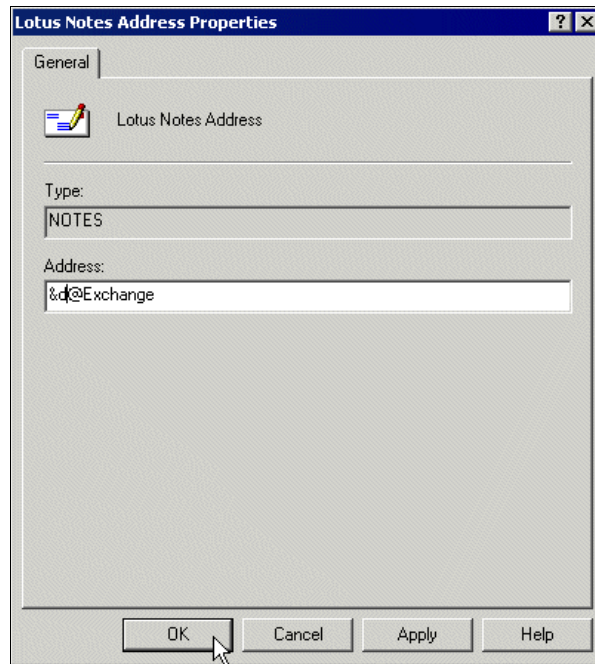 Lotus Notes Address Properties
General
Lotus Notes Address
Type:
NOTES
Address:
&d@Exchange
OK Cancel Apply Help